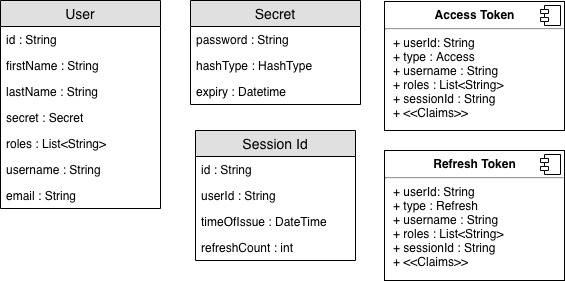 User
id : String
firstName : String
lastName : String
secret : Secret
roles : List<String>
username : String
email : String
Secret
password : String
hashType : HashType
expiry : Datetime
Session Id
id : String
userId : String
timeOfIssue : DateTime
refreshCount : int
Access Token
+ userId: String
+ type : Access
+ username : String
+ roles : List<String>
+ sessionId : String
+ <<Claims>>
Refresh Token
+ userId: String
+ type : Refresh
+ username : String
+ roles : List<String>
+ sessionId : String
+ <<Claims>>